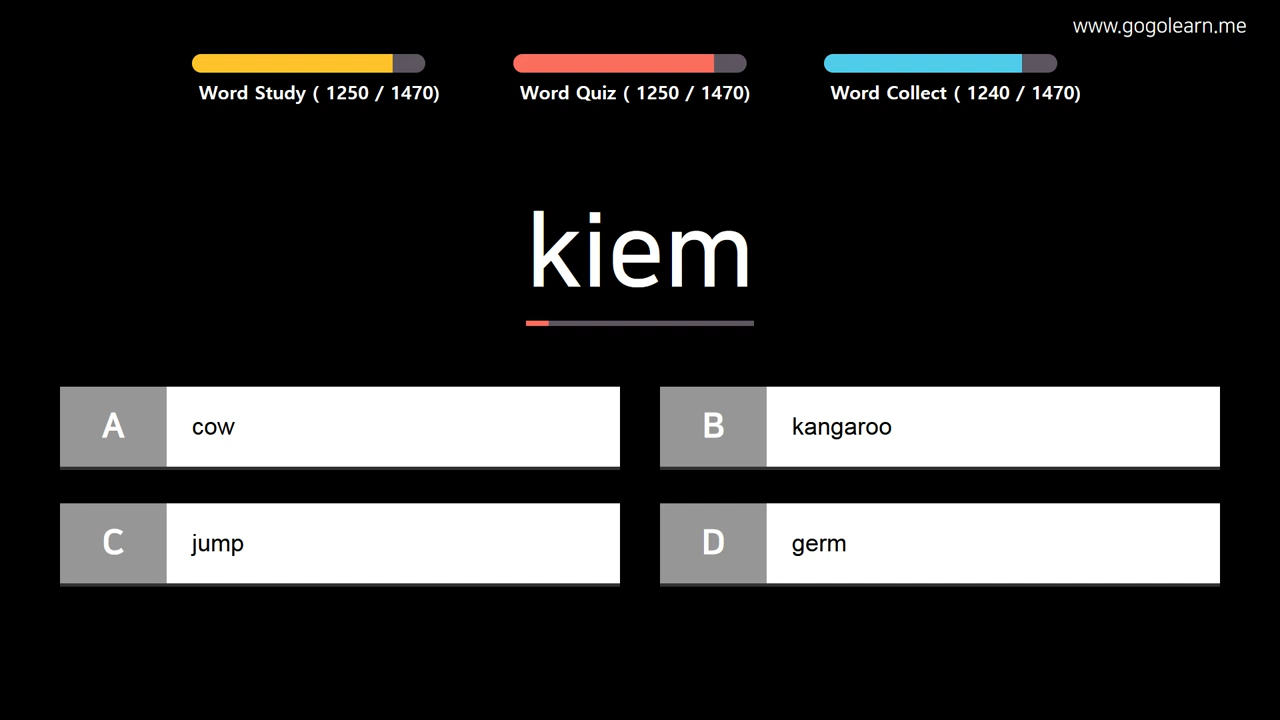 www.gogolearn.me
Word Study ( 1250 / 1470)
Word Quiz ( 1250 / 1470)
Word Collect ( 1240 / 1470)
kiem
A cow
B kangaroo
C jump
D germ